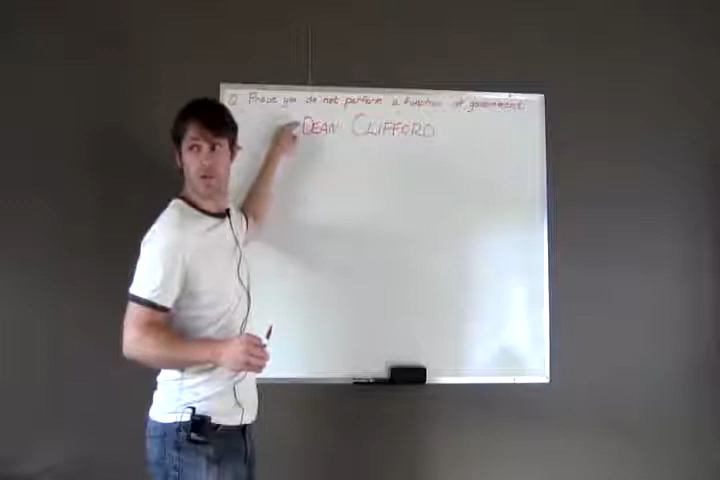 Q. Prove you do not perform a function of government.
DEAN CLIFFORD